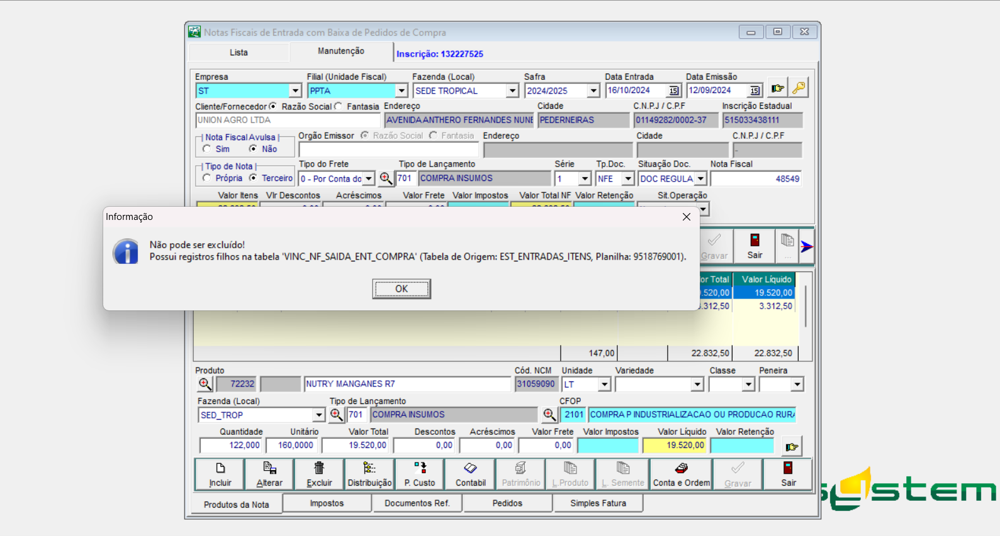 Notas Fiscais de Entrada com Baixa de Pedidos de Compra
Lista
Manutenção
Inscrição: 132227525
Empresa
Filial (Unidade Fiscal)
Fazenda (Local)
Safra
Data Entrada
Data Emissão
ST
PPTA
SEDE TROPICAL
2024/2025
16/10/2024
15
12/09/2024
15
Cliente/Fornecedor
Razão Social
Fantasia
Endereço
Cidade
C.N.P.J / C.P.F
Inscrição Estadual
UNION AGRO LTDA
AVENIDA ANTHERO FERNANDES NUNE
PEDERNEIRAS
01149282/0002-37
515033438111
Nota Fiscal Avulsa
Orgão Emissor
Razão Social
Fantasia
Endereço
Cidade
C.N.P.J / C.P.F
Sim
Não
-
Tipo de Nota
Tipo do Frete
Tipo de Lançamento
Série
Tp.Doc.
Situação Doc.
Nota Fiscal
Própria
Terceiro
0 - Por Conta do
701
COMPRA INSUMOS
1
NFE
DOC REGULA
48549
Valor Itens
Vlr Descontos
Acréscimos
Valor Frete
Valor Impostos
Valor Total NF
Valor Retenção
Sit.Operação
Informação
Não pode ser excluído!
Possui registros filhos na tabela 'VINC_NF_SAIDA_ENT_COMPRA' (Tabela de Origem: EST_ENTRADAS_ITENS, Planilha: 9518769001).
OK
Gravar
Sair
...
or Total
Valor Líquido
.520,00
19.520,00
.312,50
3.312,50
147,00
22.832,50
22.832,50
Produto
Cód. NCM
Unidade
Variedade
Classe
Peneira
72232
NUTRY MANGANES R7
31059090
LT
Fazenda (Local)
Tipo de Lançamento
CFOP
SED_TROP
701
COMPRA INSUMOS
2101
COMPRA P INDUSTRIALIZACAO OU PRODUCAO RURA
Quantidade
Unitário
Valor Total
Descontos
Acréscimos
Valor Frete
Valor Impostos
Valor Líquido
Valor Retenção
122,000
160,0000
19.520,00
0,00
0,00
0,00
19.520,00
Incluir
Alterar
Excluir
Distribuição
P. Custo
Contabil
Patrimônio
L.Produto
L. Semente
Conta e Ordem
Gravar
Sair
Produtos da Nota
Impostos
Documentos Ref.
Pedidos
Simples Fatura
system